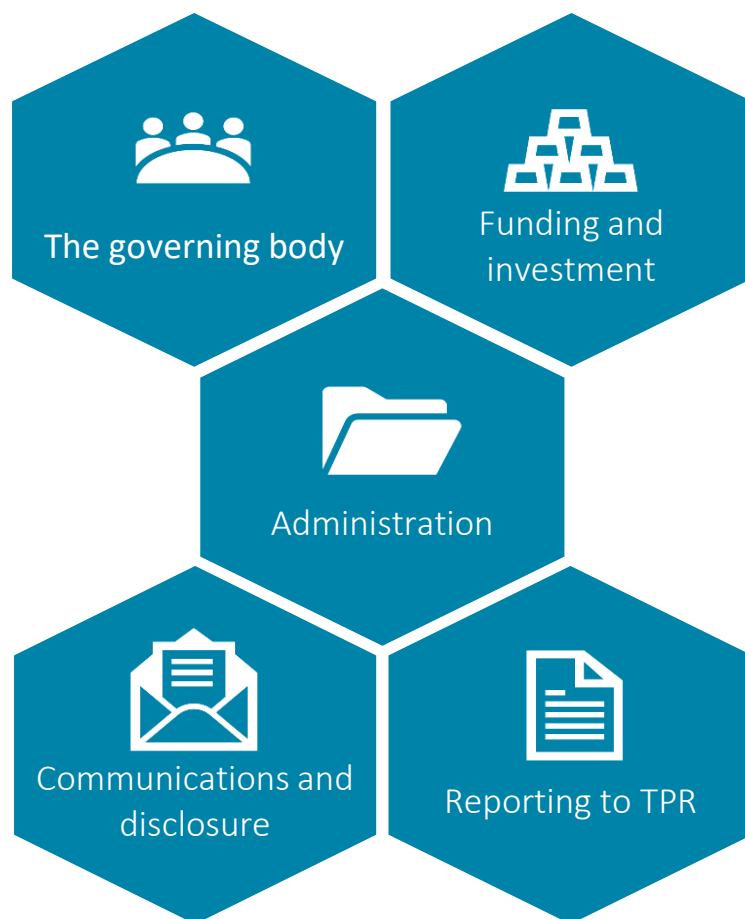 The governing body
Funding and
investment
Administration
Communications and
disclosure
Reporting to TPR